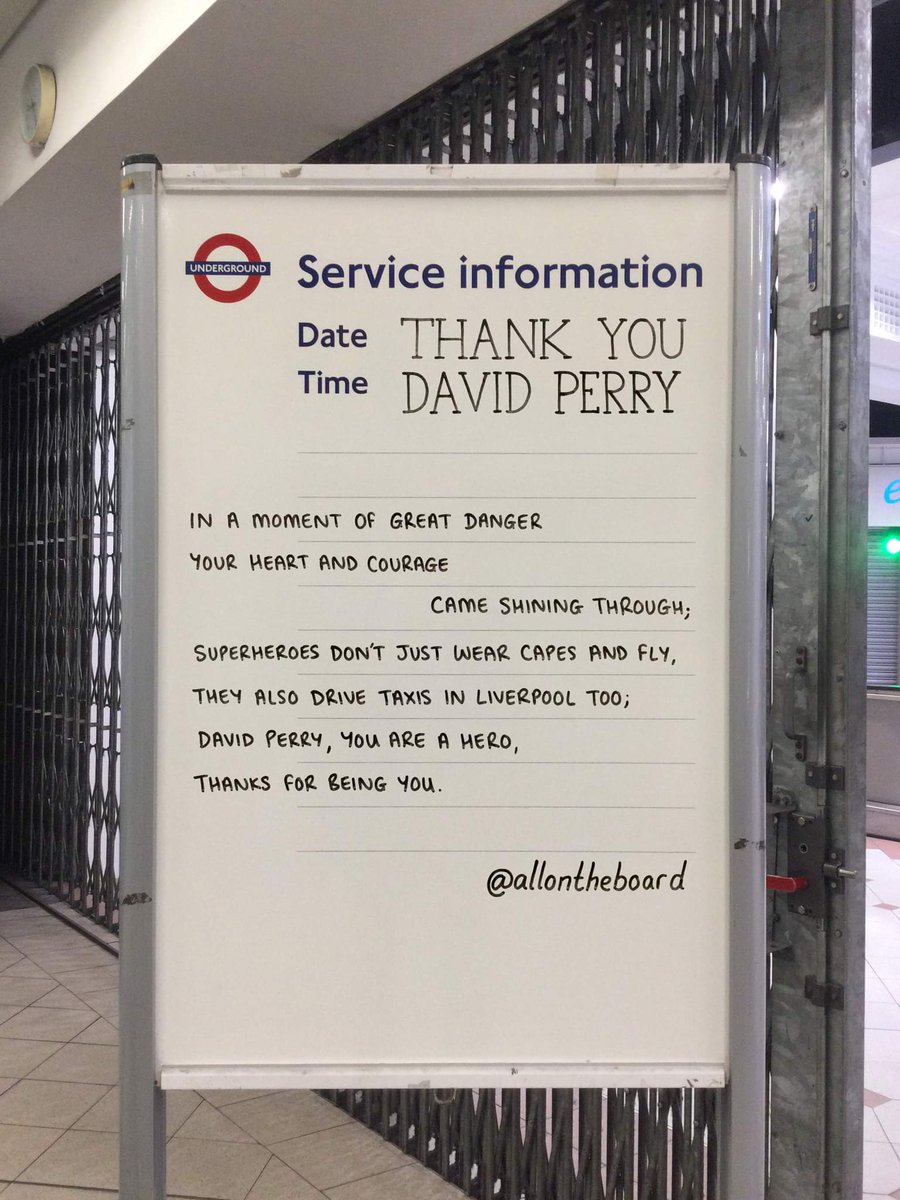 UNDERGROUND
Service information
Date THANK YOU
Time DAVID PERRY
IN A MOMENT OF GREAT DANGER
YOUR HEART AND COURAGE
CAME SHINING THROUGH;
SUPERHEROES DON'T JUST WEAR CAPES AND FLY,
THEY ALSO DRIVE TAXIS IN LIVERPOOL TOO;
DAVID PERRY, YOU ARE A HERO,
THANKS FOR BEING YOU.
@allontheboard